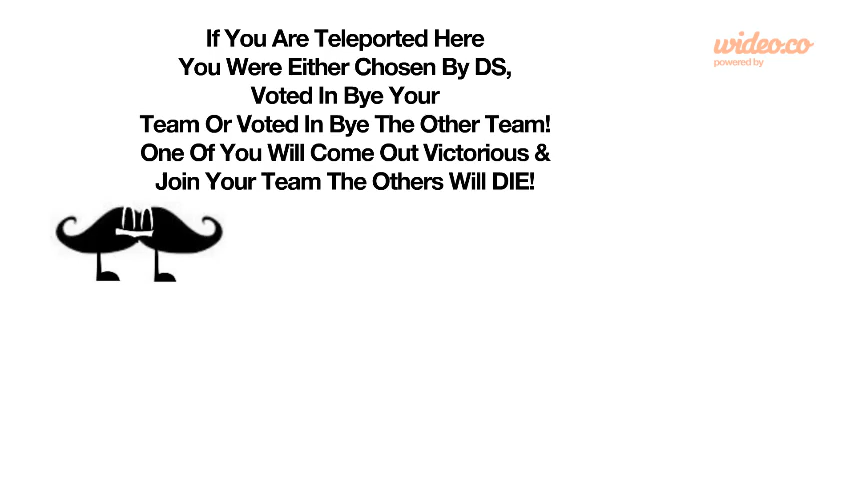 If You Are Teleported Here
You Were Either Chosen By DS,
Voted In Bye Your
Team Or Voted In Bye The Other Team!
One Of You Will Come Out Victorious &
Join Your Team The Others Will DIE!
wideo.co
powered by